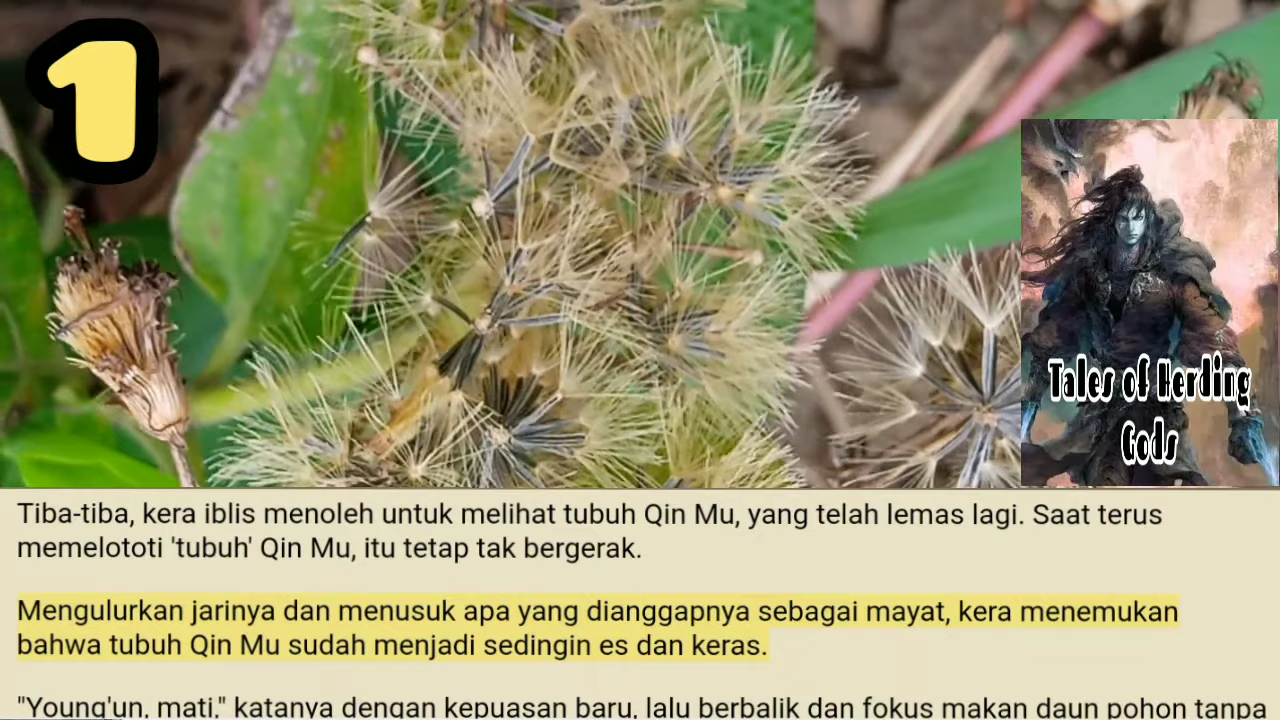 1
Tales of Herding
Gods
Tiba-tiba, kera iblis menoleh untuk melihat tubuh Qin Mu, yang telah lemas lagi. Saat terus
memelototi 'tubuh' Qin Mu, itu tetap tak bergerak.
Mengulurkan jarinya dan menusuk apa yang dianggapnya sebagai mayat, kera menemukan
bahwa tubuh Qin Mu sudah menjadi sedingin es dan keras.
"Young'un, mati," katanya dengan kepuasan baru, lalu berbalik dan fokus makan daun pohon tanpa